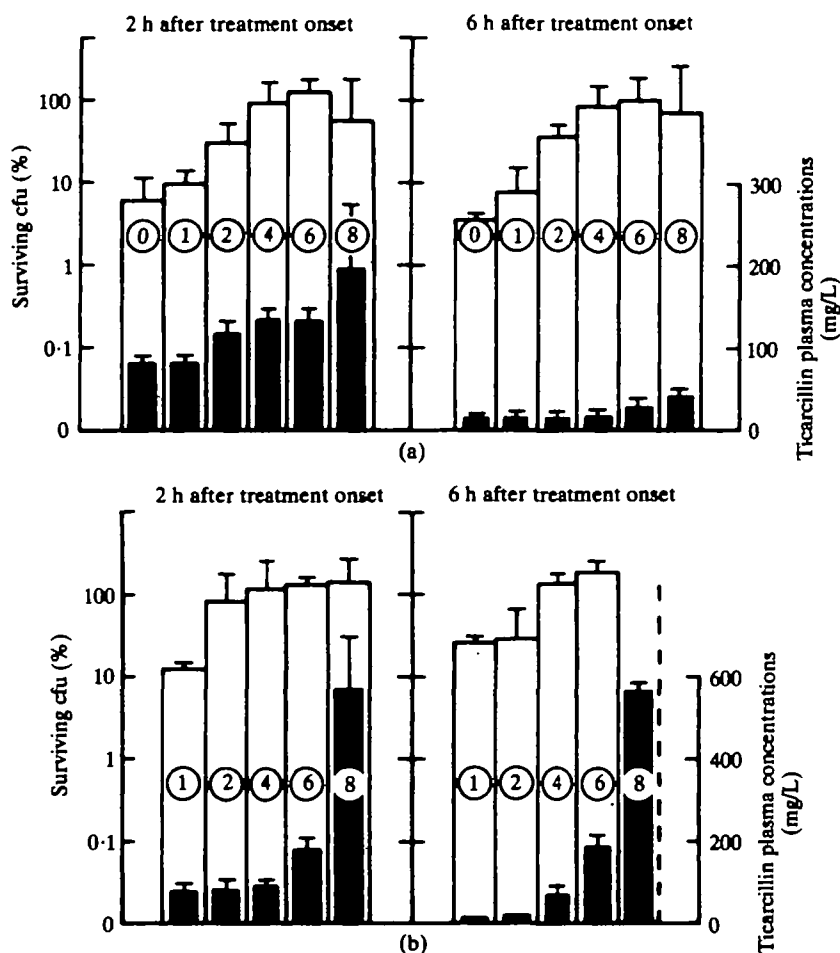 2 h after treatment onset
6 h after treatment onset
Surviving cfu (%)
100
10
1
0·1
0
0 1 2 4 6 8
0 1 2 4 6 8
300
200
100
0
Ticarcillin plasma concentrations
(mg/L)
(a)
2 h after treatment onset
6 h after treatment onset
Surviving cfu (%)
100
10
1
0·1
0
1 2 4 6 8
1 2 4 6 8
600
400
200
0
Ticarcillin plasma concentrations
(mg/L)
(b)